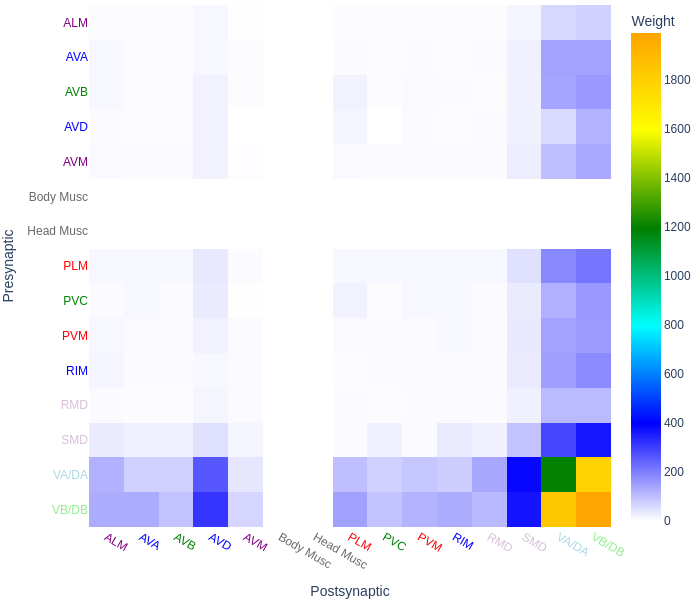 Weight
ALM
AVA
AVB
AVD
AVM
Body Musc
Head Musc
PLM
PVC
PVM
RIM
RMD
SMD
VA/DA
VB/DB
Presynaptic
1800
1600
1400
1200
1000
800
600
400
200
0
ALM
AVA
AVB
AVD
AVM
Body Musc
Head Musc
PLM
PVC
PVM
RIM
RMD
SMD
VA/DA
VB/DB
Postsynaptic